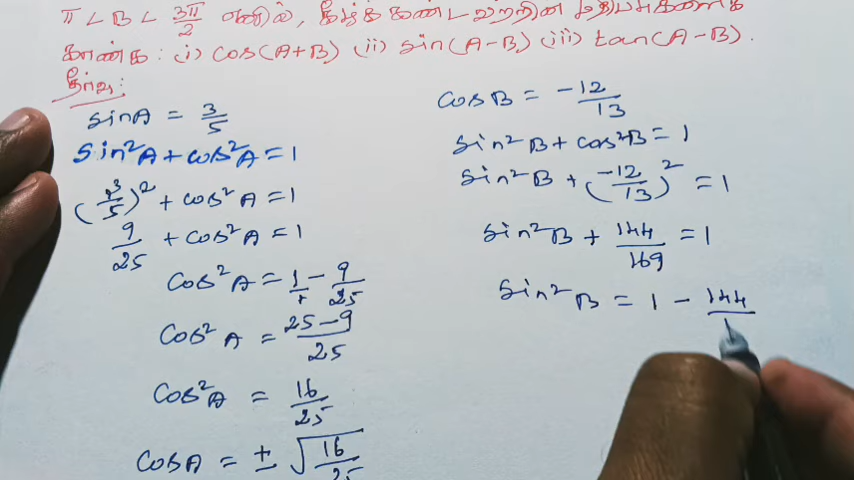 π < B < 3π/2 எனில், கீழ்க்கண்டவற்றின் மதிப்புகளைக்
காண்க : (i) cos(A+B) (ii) sin(A-B) (iii) tan(A-B).
தீர்வு:
sinA = 3/5
sin²A + cos²A = 1
(3/5)² + cos²A = 1
9/25 + cos²A = 1
cos²A = 1/1 - 9/25
cos²A = 25-9/25
cos²A = 16/25
cosA = ± √16/25
cosB = -12/13
sin²B + cos²B = 1
sin²B + (-12/13)² = 1
sin²B + 144/169 = 1
sin²B = 1 - 144/1